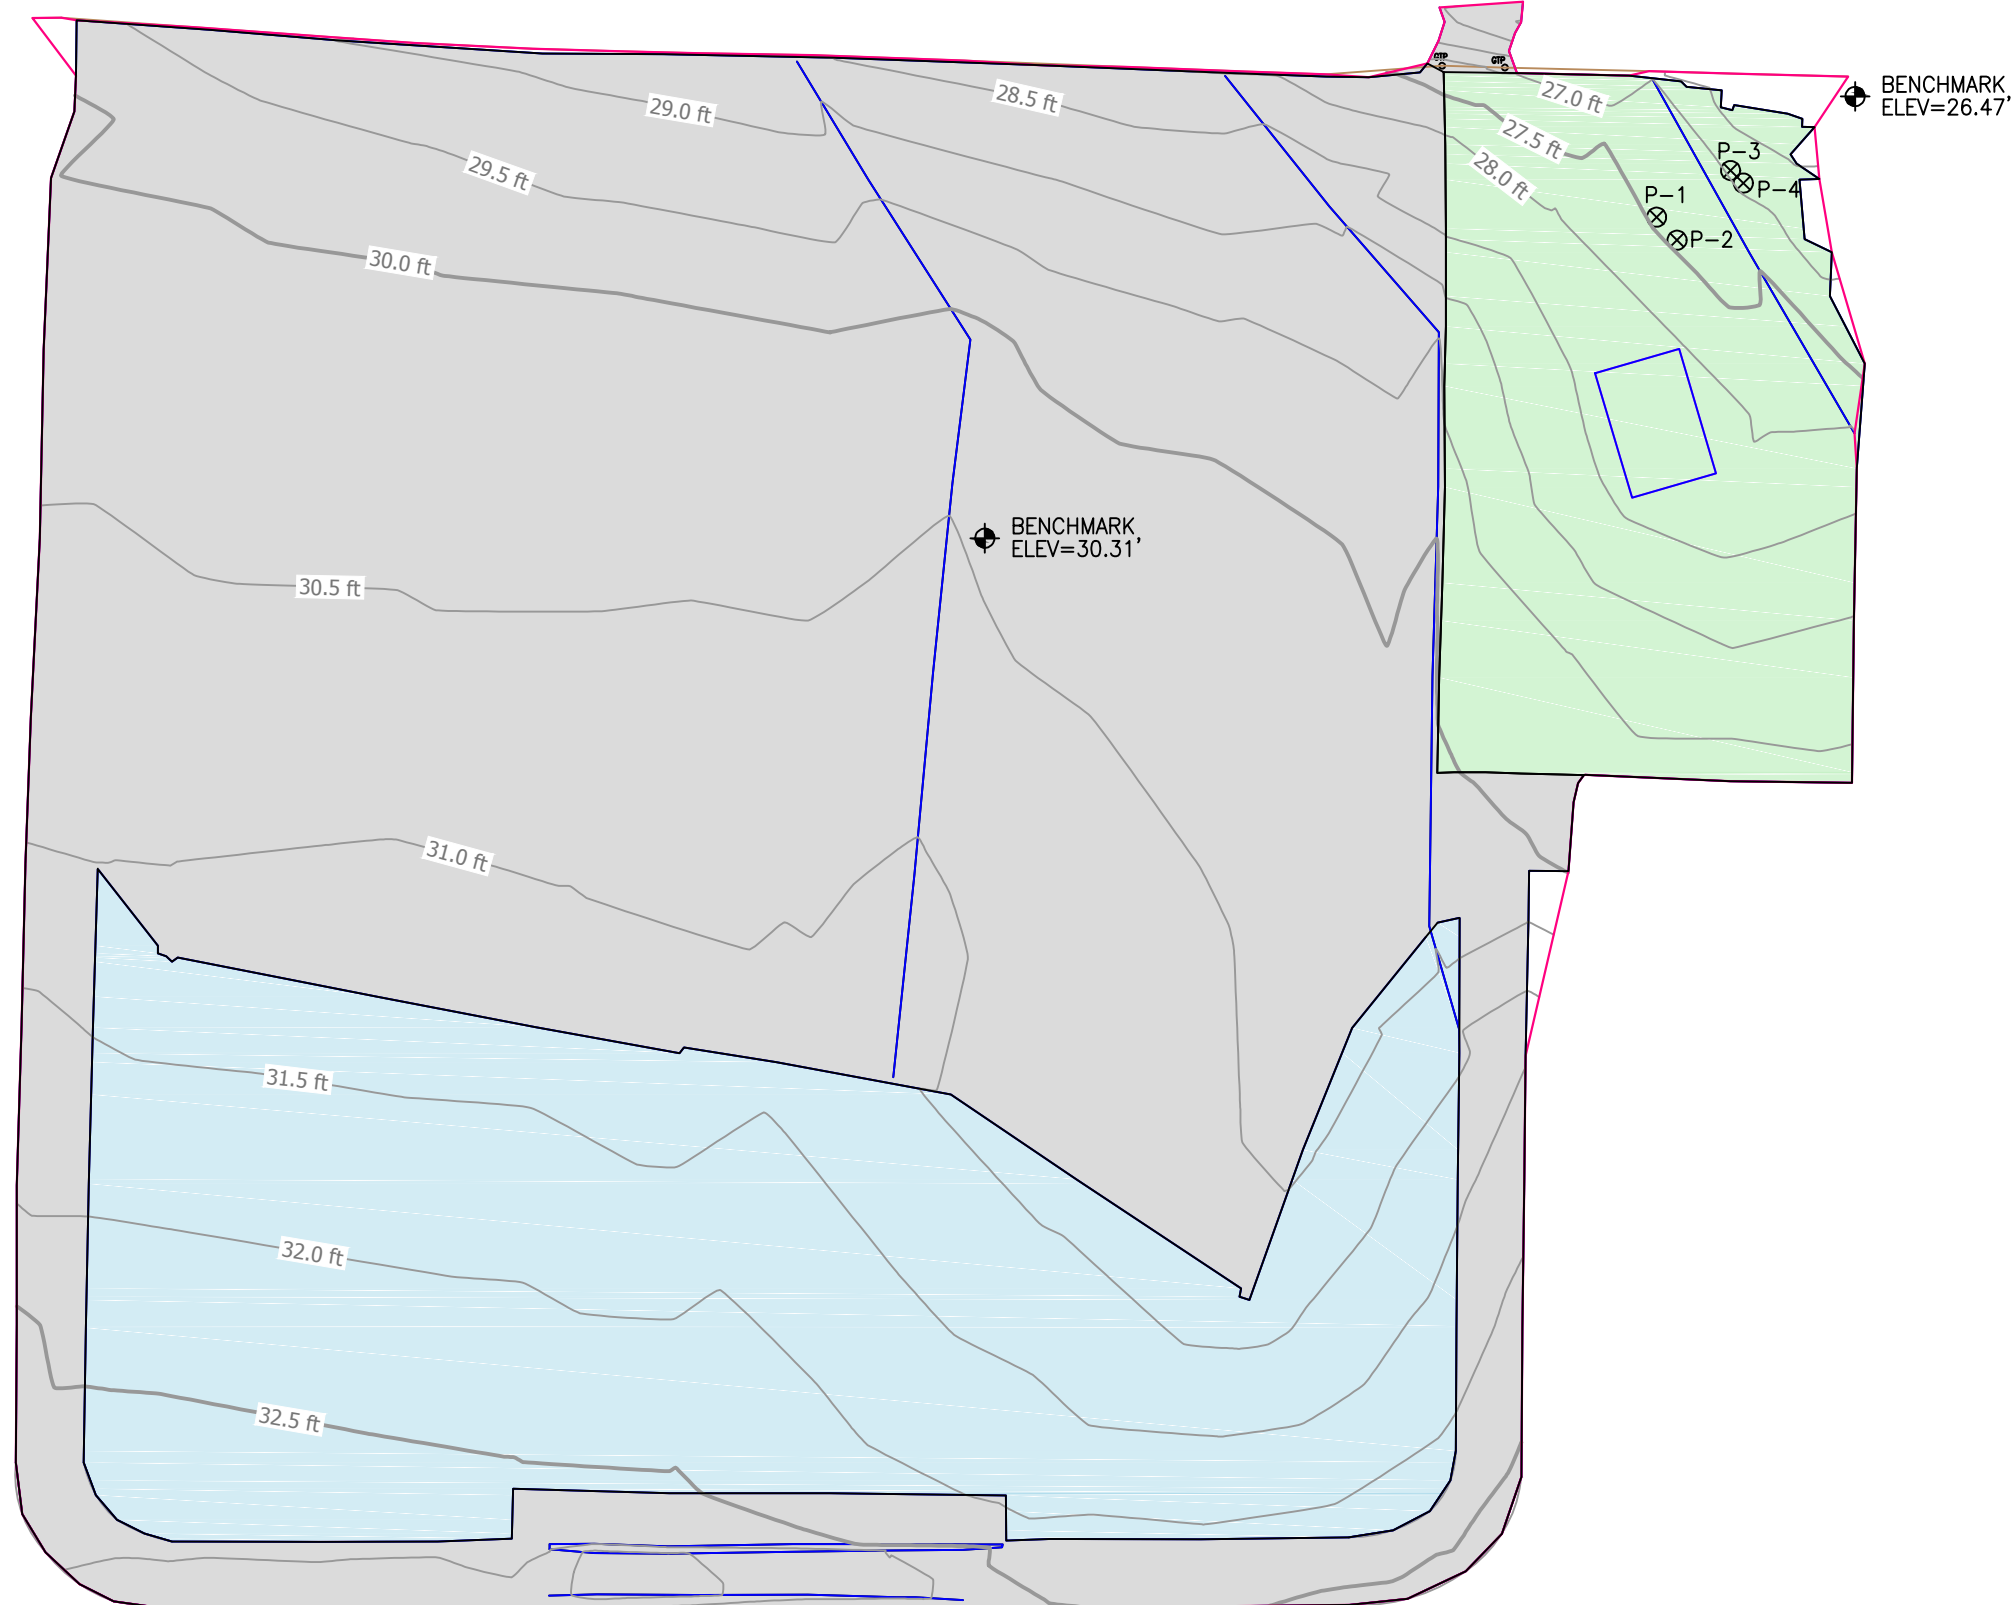 GTP
GTP
29.0 ft
28.5 ft
27.0 ft
BENCHMARK,
ELEV=26.47'
27.5 ft
29.5 ft
28.0 ft
P-3
P-4
P-1
P-2
30.0 ft
BENCHMARK,
ELEV=30.31'
30.5 ft
31.0 ft
31.5 ft
32.0 ft
32.5 ft